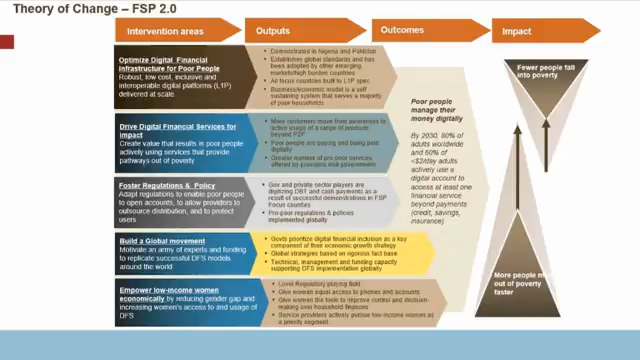 Theory of Change – FSP 2.0
Intervention areas
Outputs
Outcomes
Impact
Optimize Digital Financial
Infrastructure for Poor People
Robust, low cost, inclusive and
interoperable digital platforms (L1P)
delivered at scale
Demonstrated in Nigeria and Pakistan
Establishes global standards and has
been adopted by other emerging
markets/high burden countries
All focus countries built to L1P spec
Business/economic model is a self
sustaining system that serves a majority
of poor households
Drive Digital Financial Services for
Impact
Create value that results in poor people
actively using services that provide
pathways out of poverty
More customers move from awareness to
active usage of a range of products
beyond P2P
Poor people are paying and being paid
digitally
Greater number of pro poor services
offered by providers and governments
Foster Regulations & Policy
Adapt regulations to enable poor people
to open accounts, to allow providers to
outsource distribution, and to protect
users
Gov and private sector players are
digitizing DBT and cash payments as a
result of successful demonstrations in FSP
Focus countries
Pro-poor regulations & policies
implemented globally
Build a Global movement
Motivate an army of experts and funding
to replicate successful DFS models
around the world
Govts prioritize digital financial inclusion as a key
component of their economic growth strategy
Global strategies based on rigorous fact base
Technical, management and funding capacity
supporting DFS implementation globally
Empower low-income women
economically by reducing gender gap and
increasing women's access to and usage of
DFS
Level Regulatory playing field
Give women equal access to phones and accounts
Give women the tools to improve control and decision-
making over household finances
Service providers actively pursue low-income women as
a priority segment
Poor people
manage their
money digitally
By 2030, 80% of
adults worldwide
and 60% of
<$2/day adults
actively use a
digital account to
access at least one
financial service
beyond payments
(credit, savings,
insurance)
Fewer people fall
into poverty
More people
out of poverty
faster